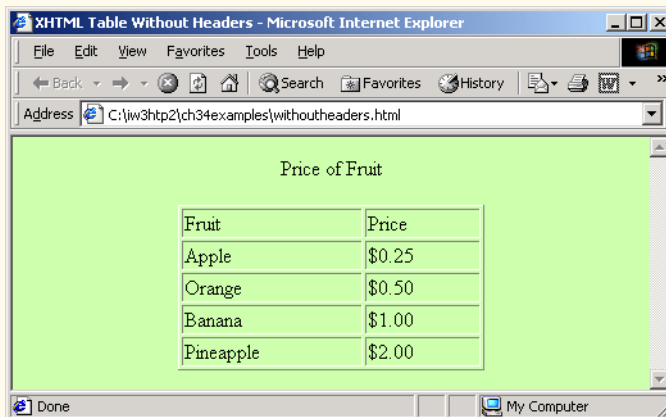 XHTML Table Without Headers - Microsoft Internet Explorer
File Edit View Favorites Tools Help
Back Search Favorites History
Address C:\iw3htp2\ch34examples\withoutheaders.html
Price of Fruit
Fruit Price
Apple $0.25
Orange $0.50
Banana $1.00
Pineapple $2.00
Done My Computer